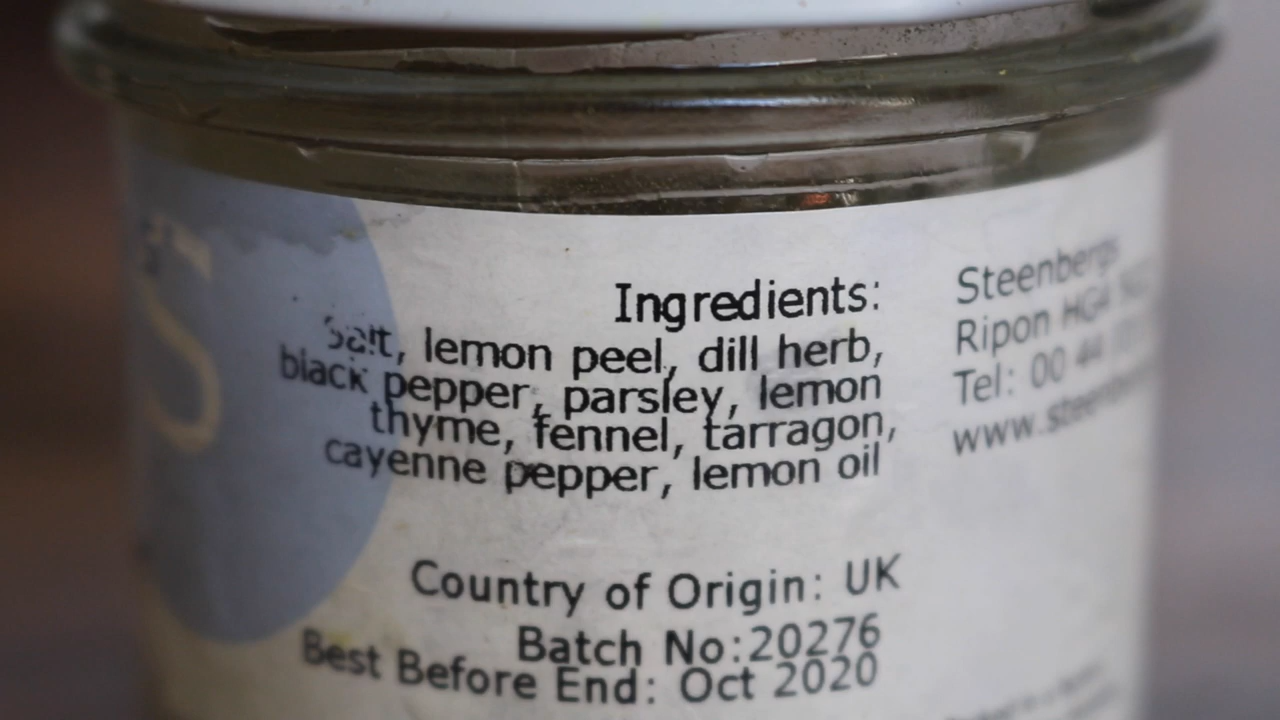 Ingredients:
Salt, lemon peel, dill herb,
black pepper, parsley, lemon
thyme, fennel, tarragon,
cayenne pepper, lemon oil
Country of Origin: UK
Batch No:20276
Best Before End: Oct 2020
Steenbergs
Ripon HG4
Tel: 00 44
S